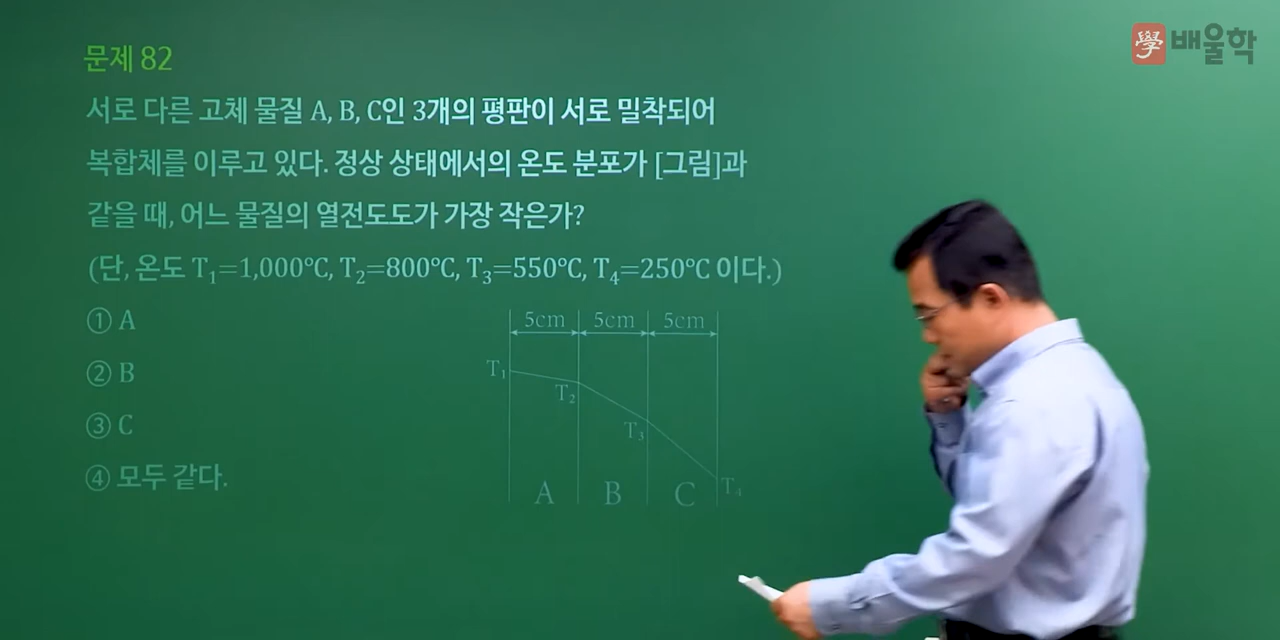 學 배울학
문제 82
서로 다른 고체 물질 A, B, C인 3개의 평판이 서로 밀착되어
복합체를 이루고 있다. 정상 상태에서의 온도 분포가 [그림]과
같을 때, 어느 물질의 열전도도가 가장 작은가?
(단, 온도 T₁=1,000℃, T₂=800℃, T₃=550℃, T₄=250℃ 이다.)
① A
② B
③ C
④ 모두 같다.
5cm 5cm 5cm
T₁
T₂
T₃
T₄
A B C